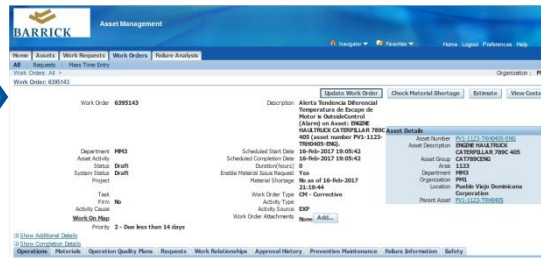 BARRICK
Asset Management
Navigator Favorites Home Logout Preferences Help
Home Assets Work Requests Work Orders Failure Analysis
All Requests Mass Time Entry
Work Orders: All > Organization : PM
Work Order: 6395143
Update Work Order Check Material Shortage Estimate View Costs
Work Order 6395143
Description Alerta Tendencia Diferencial
Temperatura de Escape de
Motor is OutsideControl
(Alarm) on Asset: ENGINE
HAULTRUCK CATERPILLAR 789C
405 (asset number PV1-1123-
TRH0405-ENG).
Department MM3
Asset Activity
Status Draft
System Status Draft
Project
Task
Firm No
Activity Cause
Work On Map
Priority 2 - Due less than 14 days
Scheduled Start Date 16-Feb-2017 19:05:42
Scheduled Completion Date 16-Feb-2017 19:05:42
Duration(hours) 0
Enable Material Issue Request Yes
Material Shortage No as of 16-Feb-2017
21:19:44
Work Order Type CM - Corrective
Activity Type
Activity Source EXP
Work Order Attachments None Add...
Asset Details
Asset Number PV1-1123-TRH0405-ENG
Asset Description ENGINE HAULTRUCK
CATERPILLAR 789C 405
Asset Group CAT789CENG
Area 1123
Department MM3
Organization PM1
Location Pueblo Viejo Dominicana
Corporation
Parent Asset PV1-1123-TRH0405
Show Additional Details
Show Completion Details
Operations Materials Operation Quality Plans Requests Work Relationships Approval History Preventive Maintenance Failure Information Safety